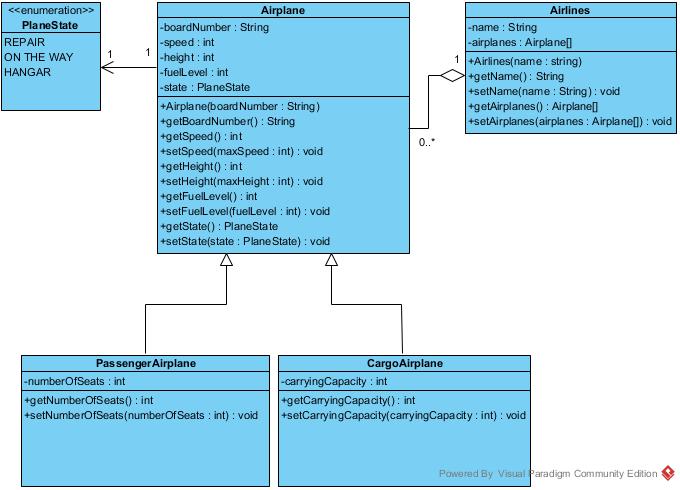 <<enumeration>>
PlaneState
REPAIR
ON THE WAY
HANGAR
1
1
Airplane
-boardNumber : String
-speed : int
-height : int
-fuelLevel : int
-state : PlaneState
+Airplane(boardNumber : String)
+getBoardNumber() : String
+getSpeed() : int
+setSpeed(maxSpeed : int) : void
+getHeight() : int
+setHeight(maxHeight : int) : void
+getFuelLevel() : int
+setFuelLevel(fuelLevel : int) : void
+getState() : PlaneState
+setState(state : PlaneState) : void
1
0..*
Airlines
-name : String
-airplanes : Airplane[]
+Airlines(name : string)
+getName() : String
+setName(name : String) : void
+getAirplanes() : Airplane[]
+setAirplanes(airplanes : Airplane[]) : void
PassengerAirplane
-numberOfSeats : int
+getNumberOfSeats() : int
+setNumberOfSeats(numberOfSeats : int) : void
CargoAirplane
-carryingCapacity : int
+getCarryingCapacity() : int
+setCarryingCapacity(carryingCapacity : int) : void
Powered By Visual Paradigm Community Edition